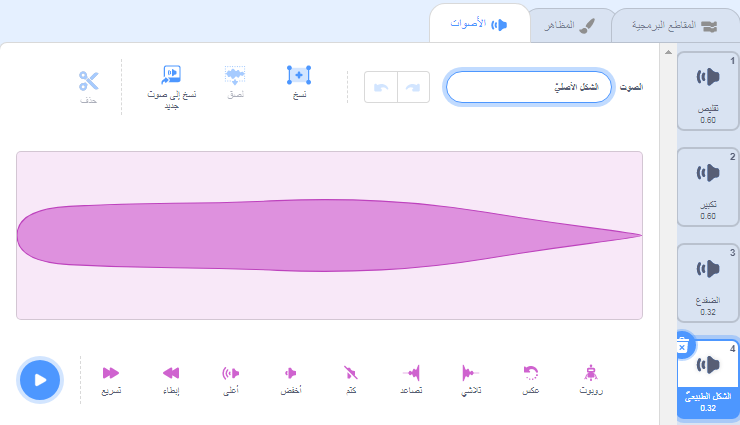 المقاطع البرمجية
المظاهر
الأصوات
1
تقليص
0.60
2
تكبير
0.60
3
الضفدع
0.32
4
الشكل الطبيعيّ
0.32
الصوت
الشكل الأصليّ
نسخ
لصق
نسخ إلى صوت
جديد
حذف
روبوت
عكس
تلاشي
تصاعد
كتم
أخفض
أعلى
إبطاء
تسريع